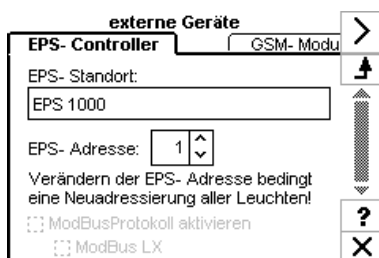 externe Geräte
EPS- Controller
GSM- Modu
EPS- Standort:
EPS 1000
EPS- Adresse: 1
Verändern der EPS- Adresse bedingt
eine Neuadressierung aller Leuchten!
ModBusProtokoll aktivieren
ModBus LX
?